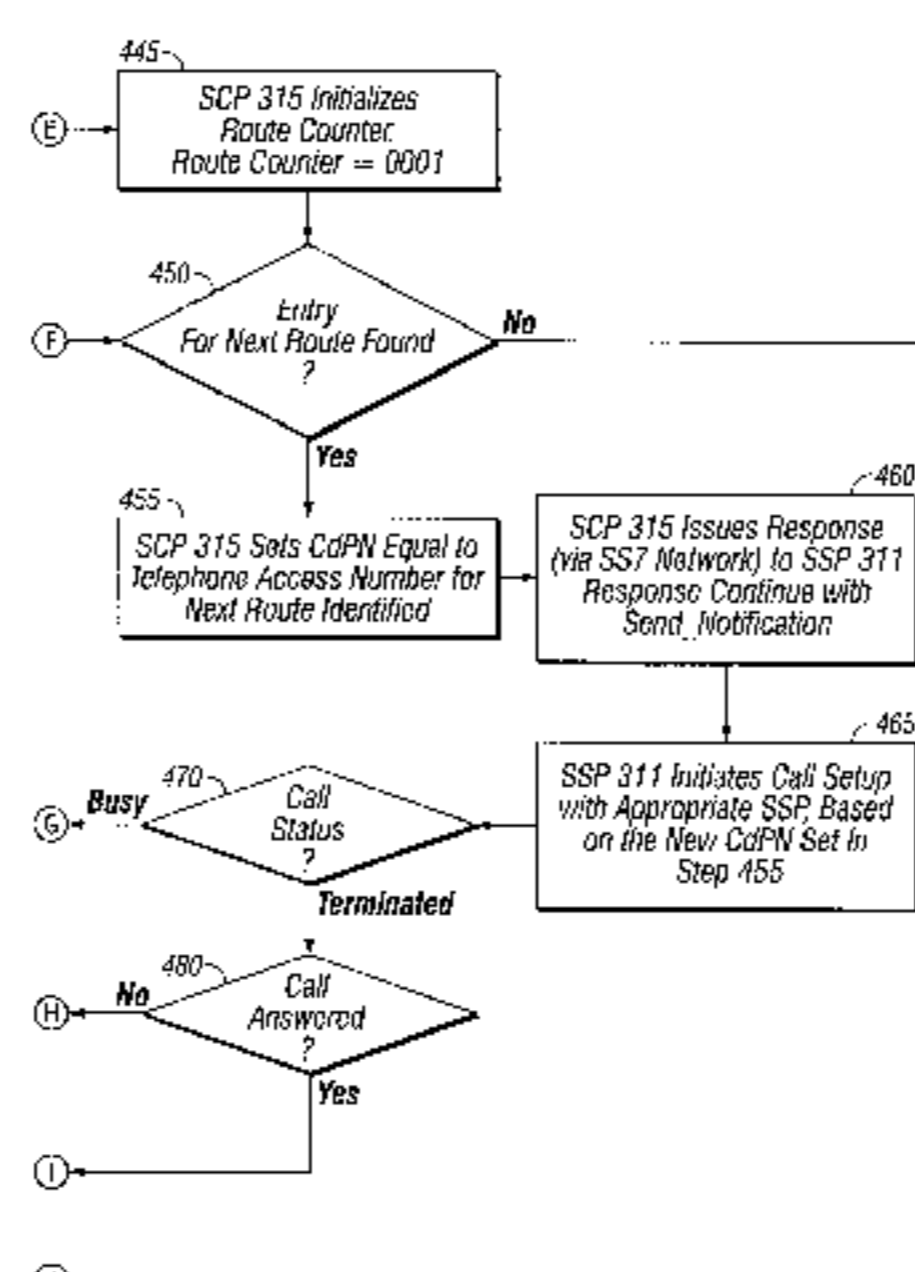 445
E
SCP 315 Initializes
Route Counter.
Route Counter = 0001
450
F
Entry
For Next Route Found
?
No
Yes
455
SCP 315 Sets CdPN Equal to
Telephone Access Number for
Next Route Identified
460
SCP 315 Issues Response
(via SS7 Network) to SSP 311
Response Continue with
Send_Notification
465
SSP 311 Initiates Call Setup
with Appropriate SSP, Based
on the New CdPN Set In
Step 455
470
G
Busy
Call
Status
?
Terminated
480
H
No
Call
Answered
?
Yes
I